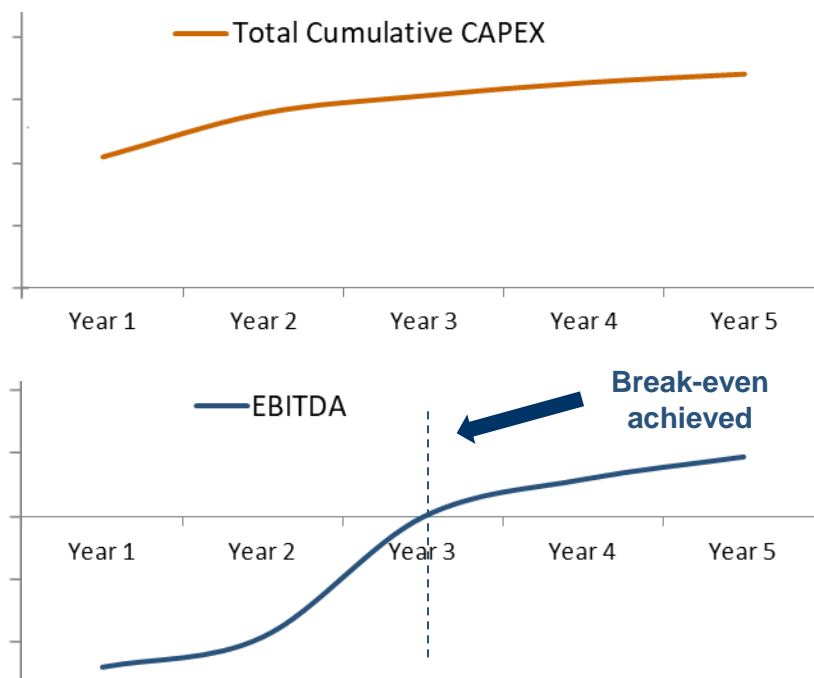 Total Cumulative CAPEX
Year 1 Year 2 Year 3 Year 4 Year 5
Break-even
achieved
EBITDA
Year 1 Year 2 Year 3 Year 4 Year 5